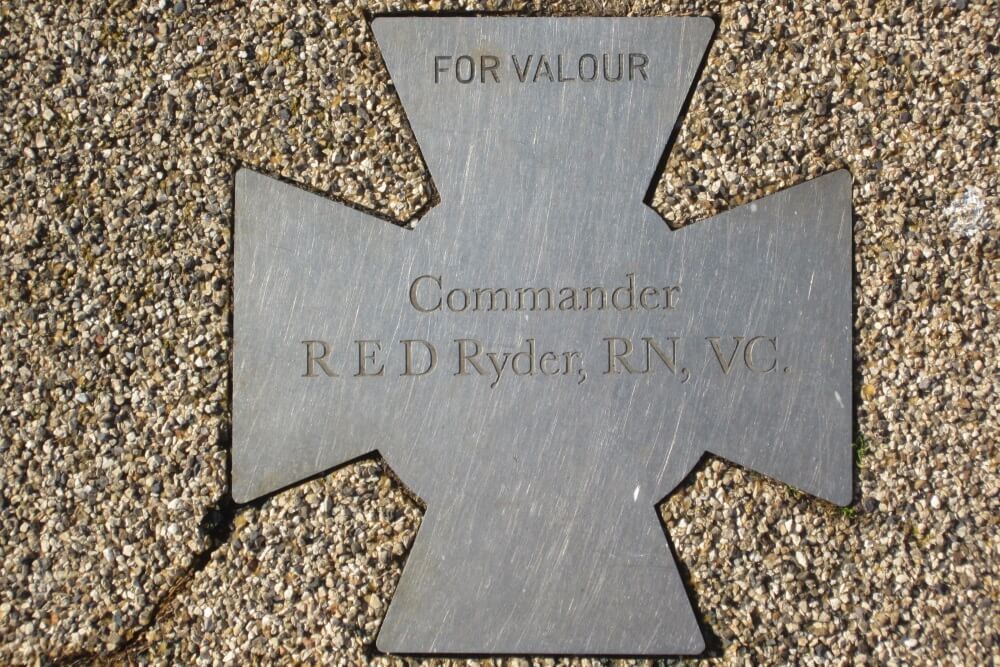 FOR VALOUR
Commander
R E D Ryder, RN, VC.